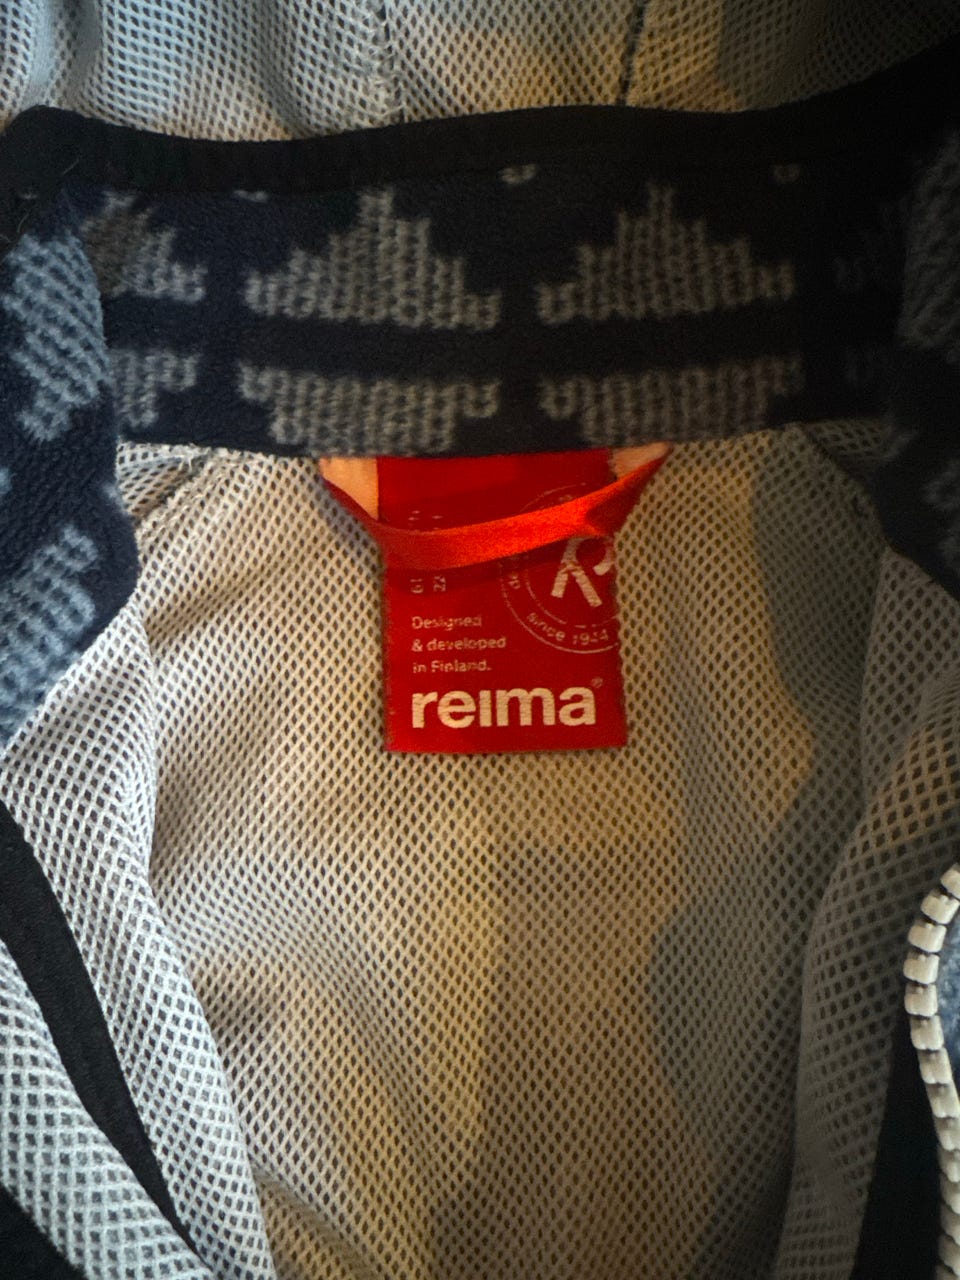 Designed
& developed
in Finland.
reima®
since 1944